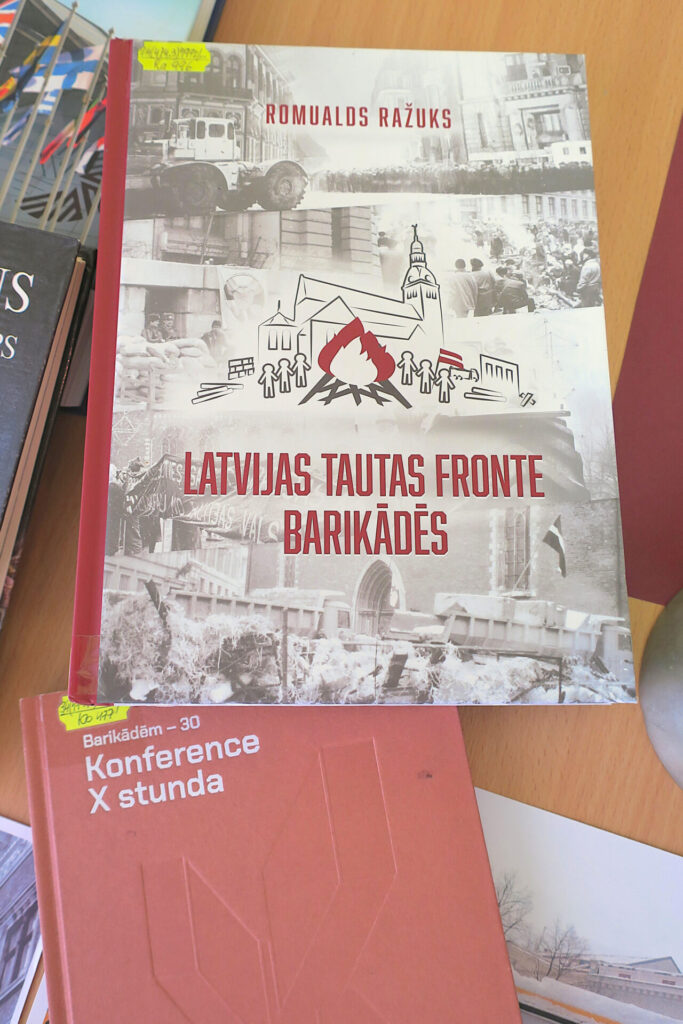 ROMUALDS RAŽUKS
LATVIJAS TAUTAS FRONTE
BARIKĀDĒS
Barikādēm – 30
Konference
X stunda